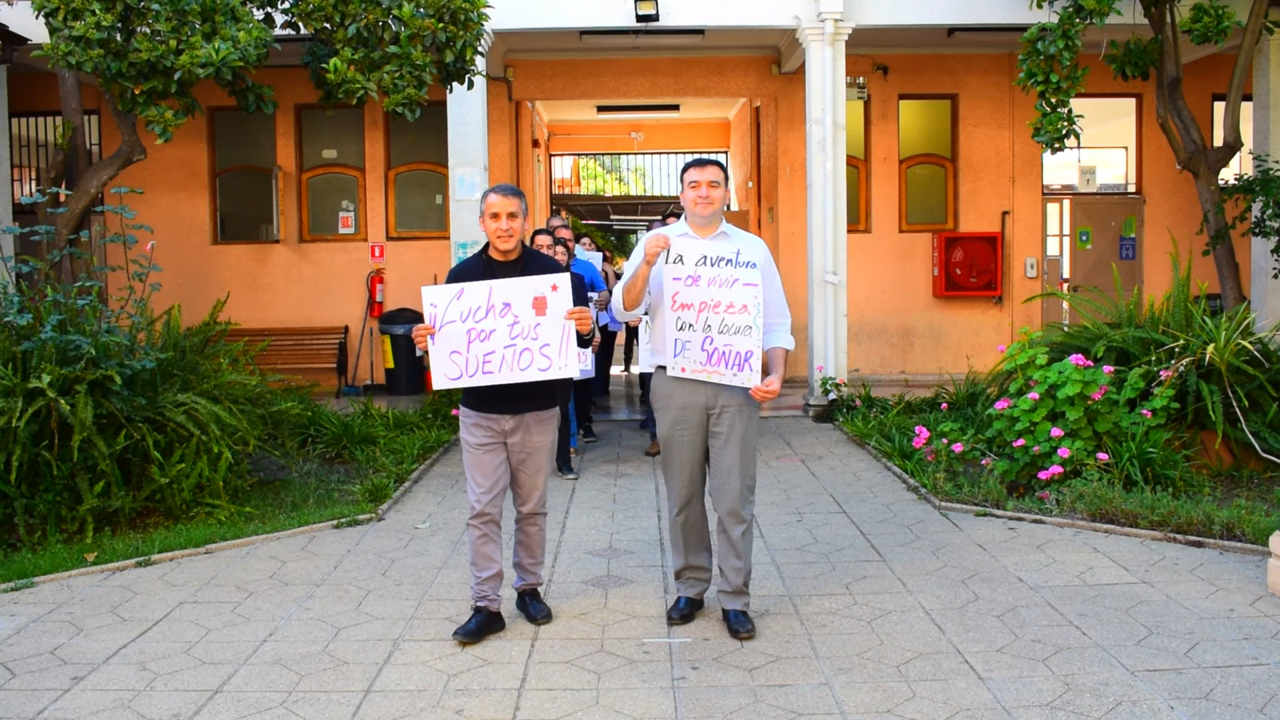 ¡¡Lucha
por tus
SUEÑOS!!
La aventura
- de vivir -
Empieza
con la locura
DE SOÑAR